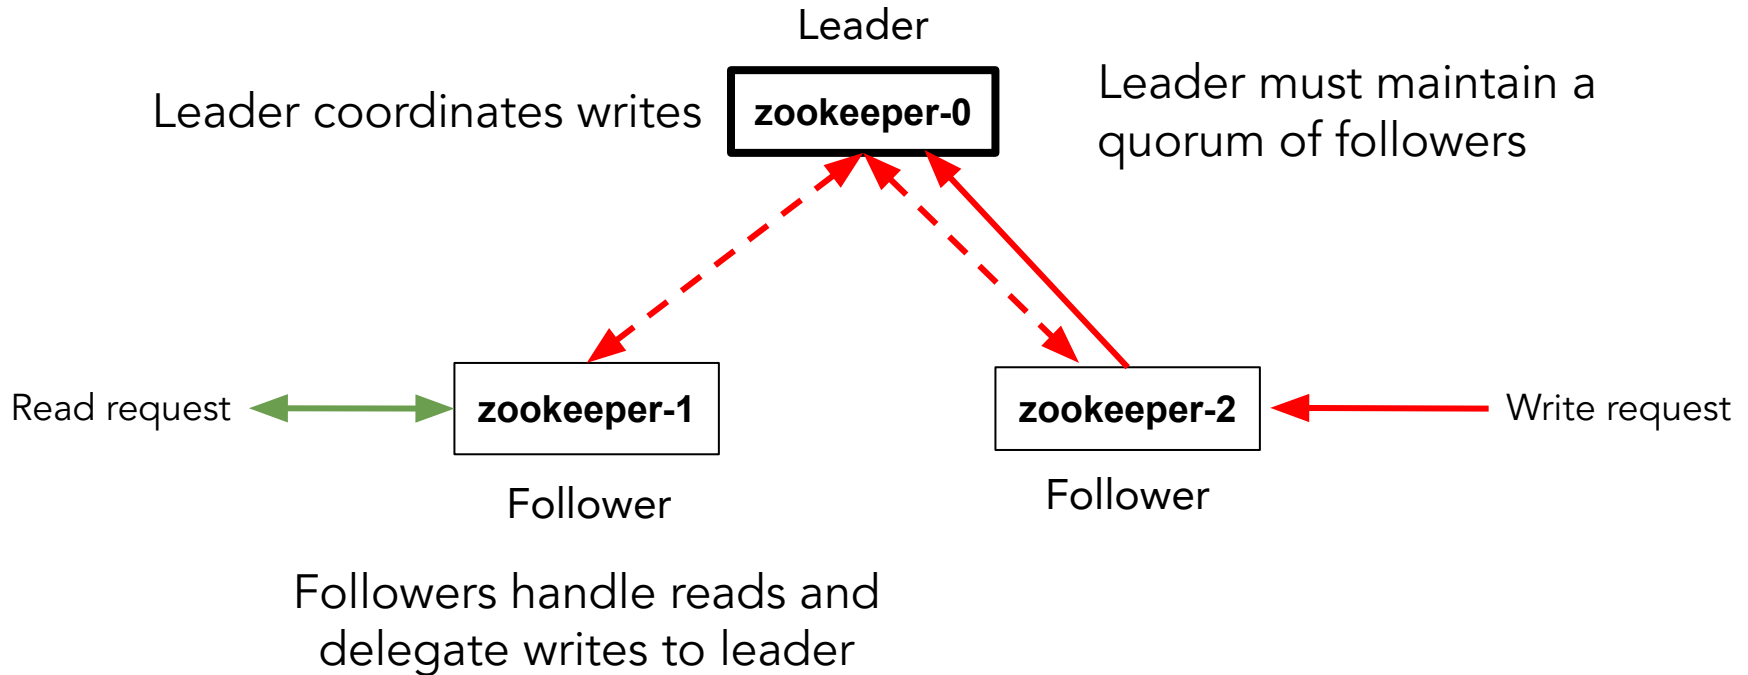 Leader
Leader coordinates writes
zookeeper-0
Leader must maintain a
quorum of followers
Read request
zookeeper-1
zookeeper-2
Write request
Follower
Follower
Followers handle reads and
delegate writes to leader